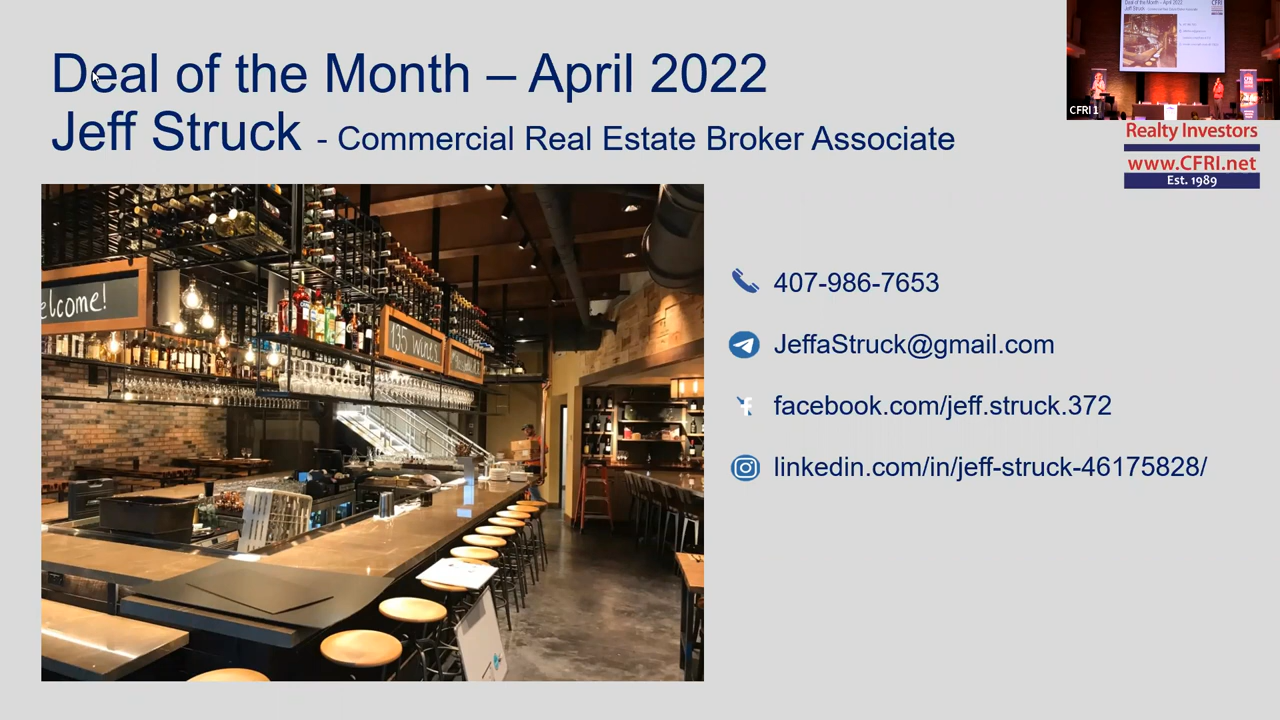 Deal of the Month – April 2022
Jeff Struck - Commercial Real Estate Broker Associate
CFRI 1
Realty Investors
www.CFRI.net
Est. 1989
elcome!
135 wines
407-986-7653
JeffaStruck@gmail.com
facebook.com/jeff.struck.372
linkedin.com/in/jeff-struck-46175828/